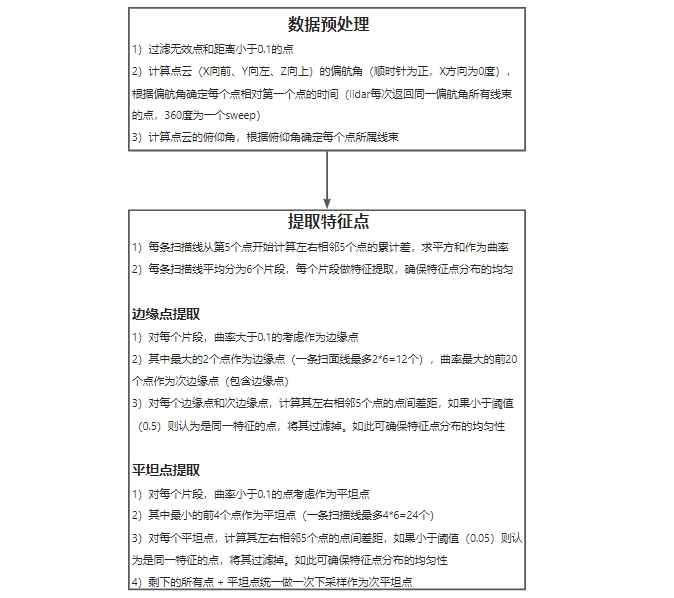 数据预处理
1）过滤无效点和距离小于0.1的点
2）计算点云（X向前、Y向左、Z向上）的偏航角（顺时针为正，X方向为0度），
根据偏航角确定每个点相对第一个点的时间（lidar每次返回同一偏航角所有线束
的点，360度为一个sweep）
3）计算点云的俯仰角，根据俯仰角确定每个点所属线束
提取特征点
1）每条扫描线从第5个点开始计算左右相邻5个点的累计差，求平方和作为曲率
2）每条扫描线平均分为6个片段，每个片段做特征提取，确保特征点分布的均匀
边缘点提取
1）对每个片段，曲率大于0.1的考虑作为边缘点
2）其中最大的2个点作为边缘点（一条扫面线最多2*6=12个），曲率最大的前20
个点作为次边缘点（包含边缘点）
3）对每个边缘点和次边缘点，计算其左右相邻5个点的点间差距，如果小于阈值
（0.5）则认为是同一特征的点，将其过滤掉。如此可确保特征点分布的均匀性
平坦点提取
1）对每个片段，曲率小于0.1的点考虑作为平坦点
2）其中最小的前4个点作为平坦点（一条扫描线最多4*6=24个）
3）对每个平坦点，计算其左右相邻5个点的点间差距，如果小于阈值（0.05）则认
为是同一特征的点，将其过滤掉。如此可确保特征点分布的均匀性
4）剩下的所有点 + 平坦点统一做一次下采样作为次平坦点